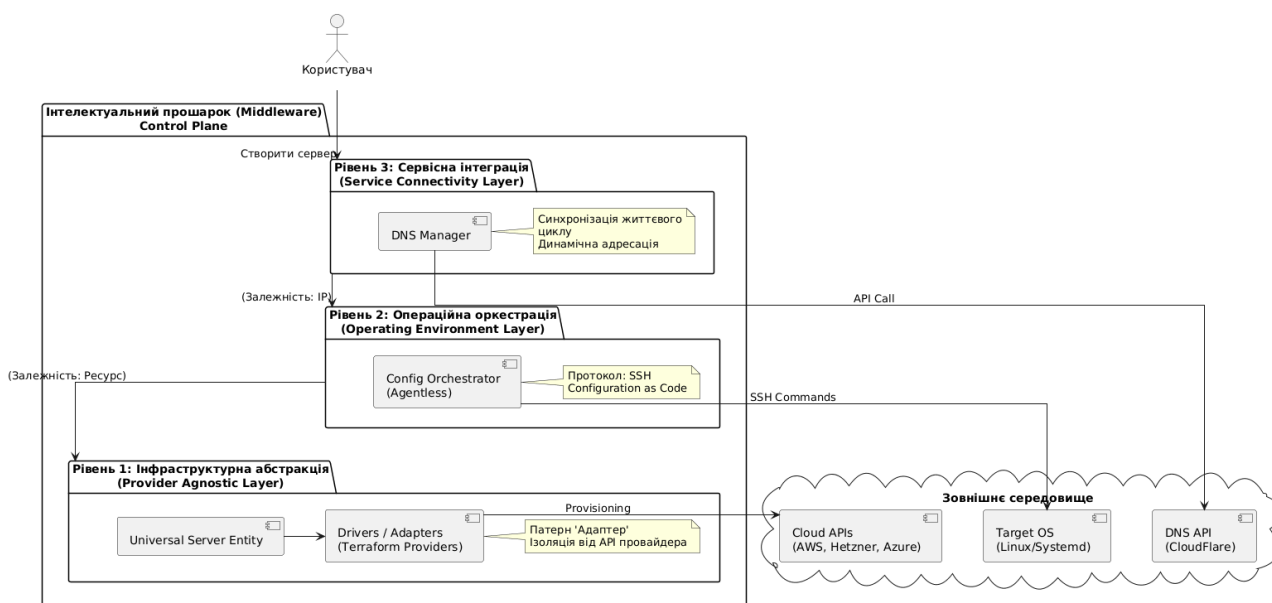 Користувач
Інтелектуальний прошарок (Middleware)
Control Plane
Створити сервер
Рівень 3: Сервісна інтеграція
(Service Connectivity Layer)
DNS Manager
Синхронізація життєвого
циклу
Динамічна адресація
(Залежність: IP)
API Call
Рівень 2: Операційна оркестрація
(Operating Environment Layer)
Config Orchestrator
(Agentless)
Протокол: SSH
Configuration as Code
(Залежність: Ресурс)
SSH Commands
Рівень 1: Інфраструктурна абстракція
(Provider Agnostic Layer)
Universal Server Entity
Drivers / Adapters
(Terraform Providers)
Патерн 'Адаптер'
Ізоляція від API провайдера
Provisioning
Зовнішнє середовище
Cloud APIs
(AWS, Hetzner, Azure)
Target OS
(Linux/Systemd)
DNS API
(CloudFlare)